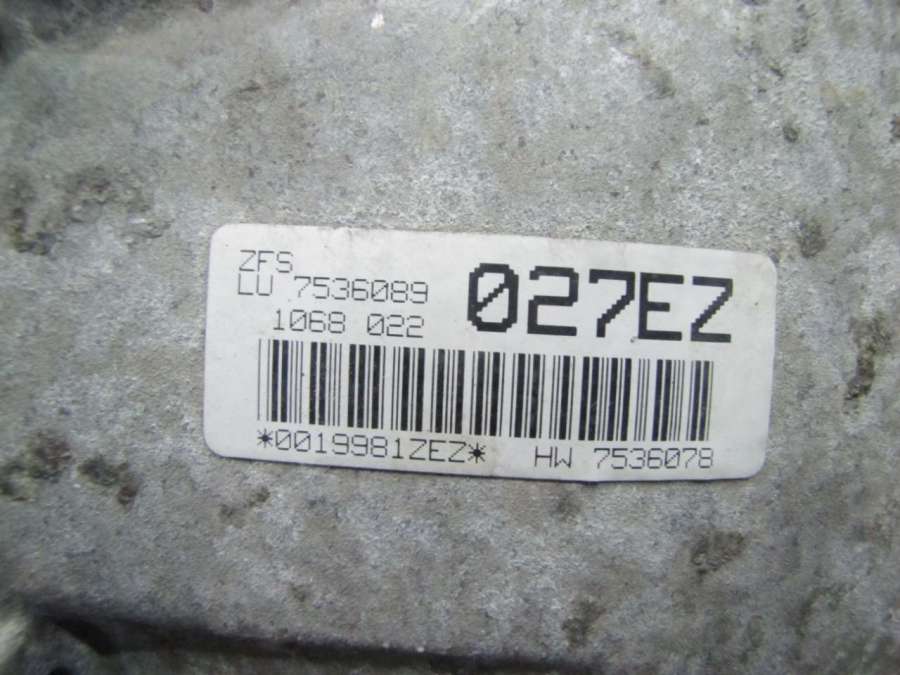 ZFS
LU 7536089
1068 022
027EZ
*0019981ZEZ*
HW 7536078